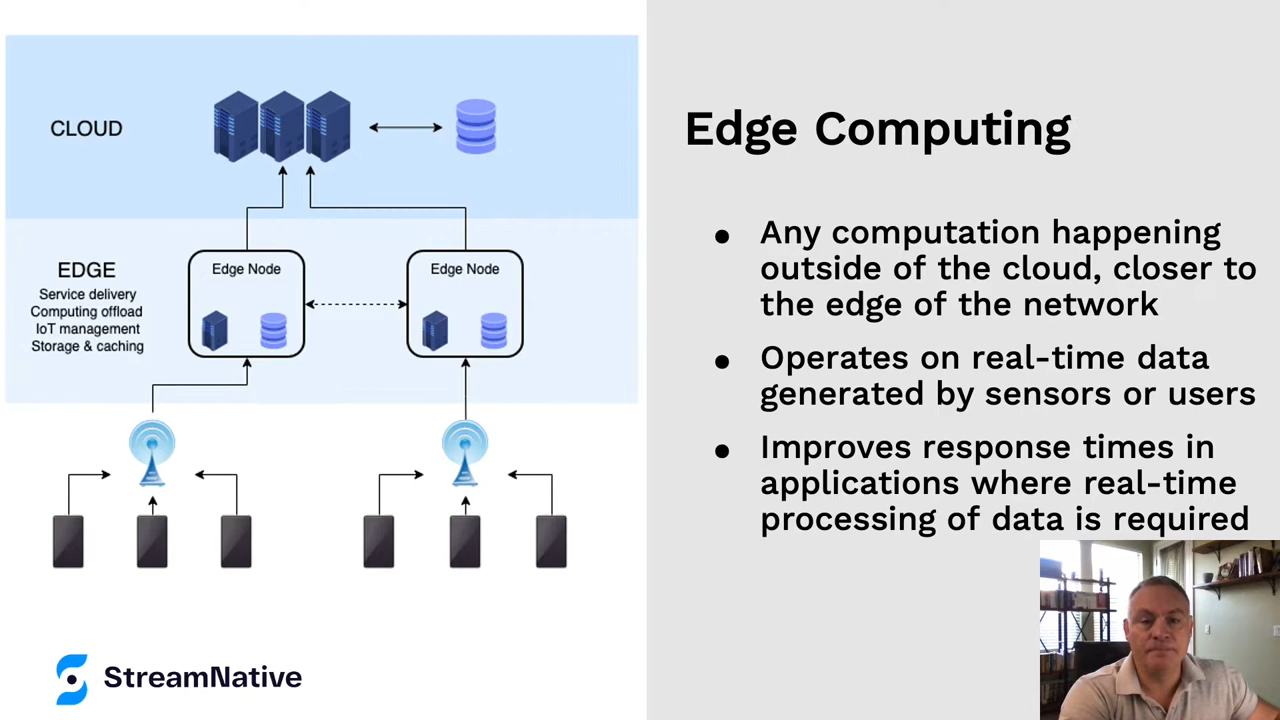 CLOUD
EDGE
Service delivery
Computing offload
IoT management
Storage & caching
Edge Node
Edge Node
StreamNative
Edge Computing
• Any computation happening
outside of the cloud, closer to
the edge of the network
• Operates on real-time data
generated by sensors or users
• Improves response times in
applications where real-time
processing of data is required